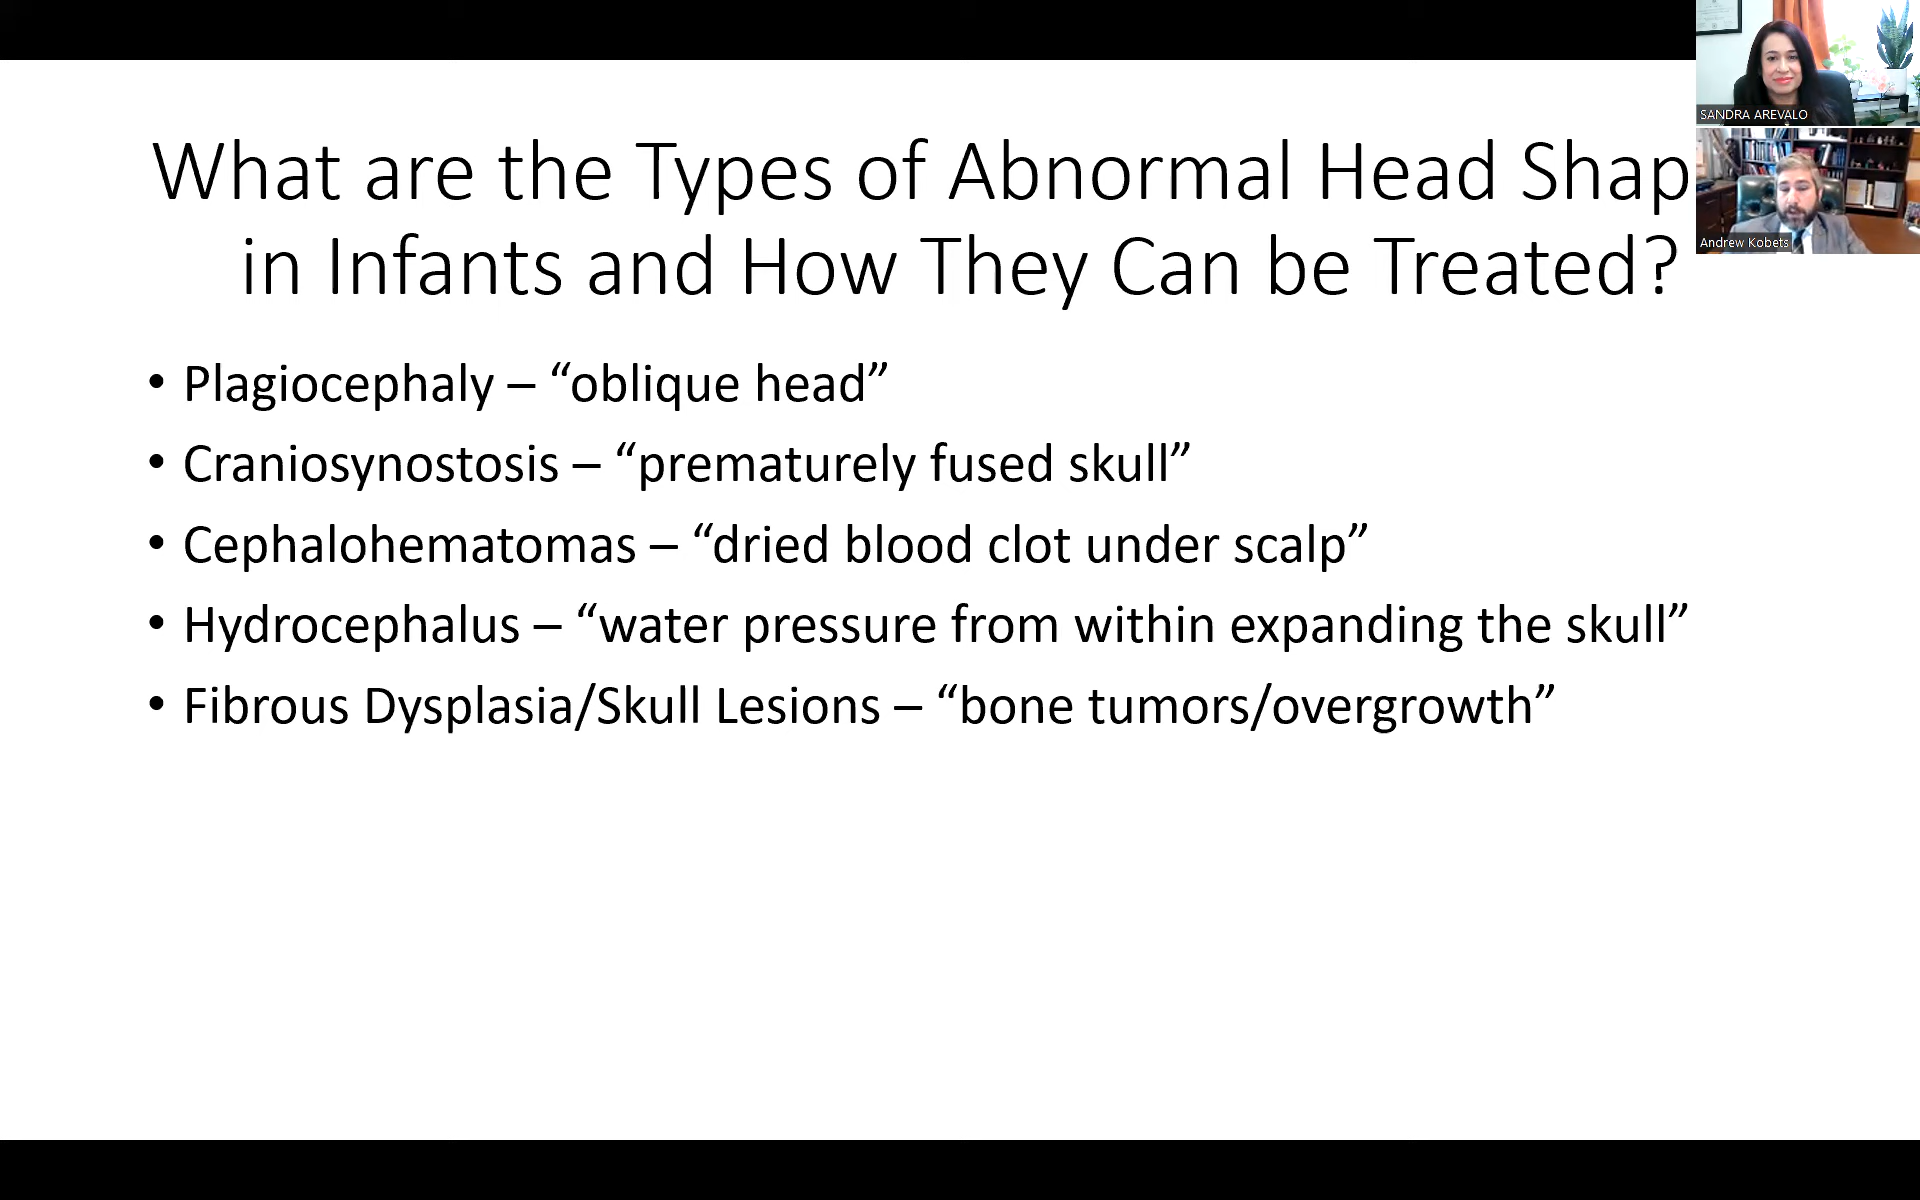 What are the Types of Abnormal Head Shap
in Infants and How They Can be Treated?
• Plagiocephaly – “oblique head”
• Craniosynostosis – “prematurely fused skull”
• Cephalohematomas – “dried blood clot under scalp”
• Hydrocephalus – “water pressure from within expanding the skull”
• Fibrous Dysplasia/Skull Lesions – “bone tumors/overgrowth”
SANDRA AREVALO
Andrew Kobets